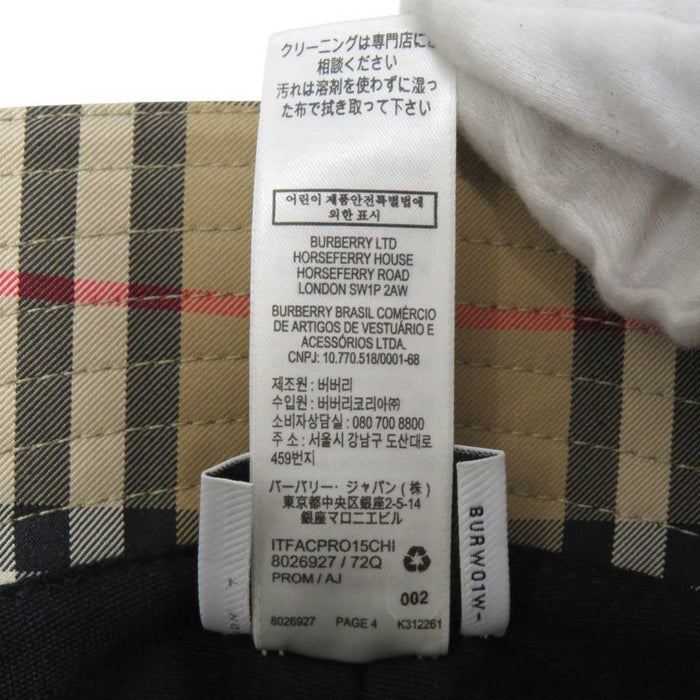 クリーニングは専門店にご
相談ください
汚れは溶剤を使わずに湿っ
た布で拭き取って下さい
어린이 제품안전특별법에
의한 표시
BURBERRY LTD
HORSEFERRY HOUSE
HORSEFERRY ROAD
LONDON SW1P 2AW
BURBERRY BRASIL COMÉRCIO
DE ARTIGOS DE VESTUÁRIO E
ACESSÓRIOS LTDA.
CNPJ: 10.770.518/0001-68
제조원 : 버버리
수입원 : 버버리코리아㈜
소비자상담실 : 080 700 8800
주 소 : 서울시 강남구 도산대로
459번지
バーバリー・ジャパン (株)
東京都中央区銀座2-5-14
銀座マロニエビル
ITFACPRO15CHI
8026927 / 72Q
PROM / AJ
002
8026927 PAGE 4 K312261
BURW01W-